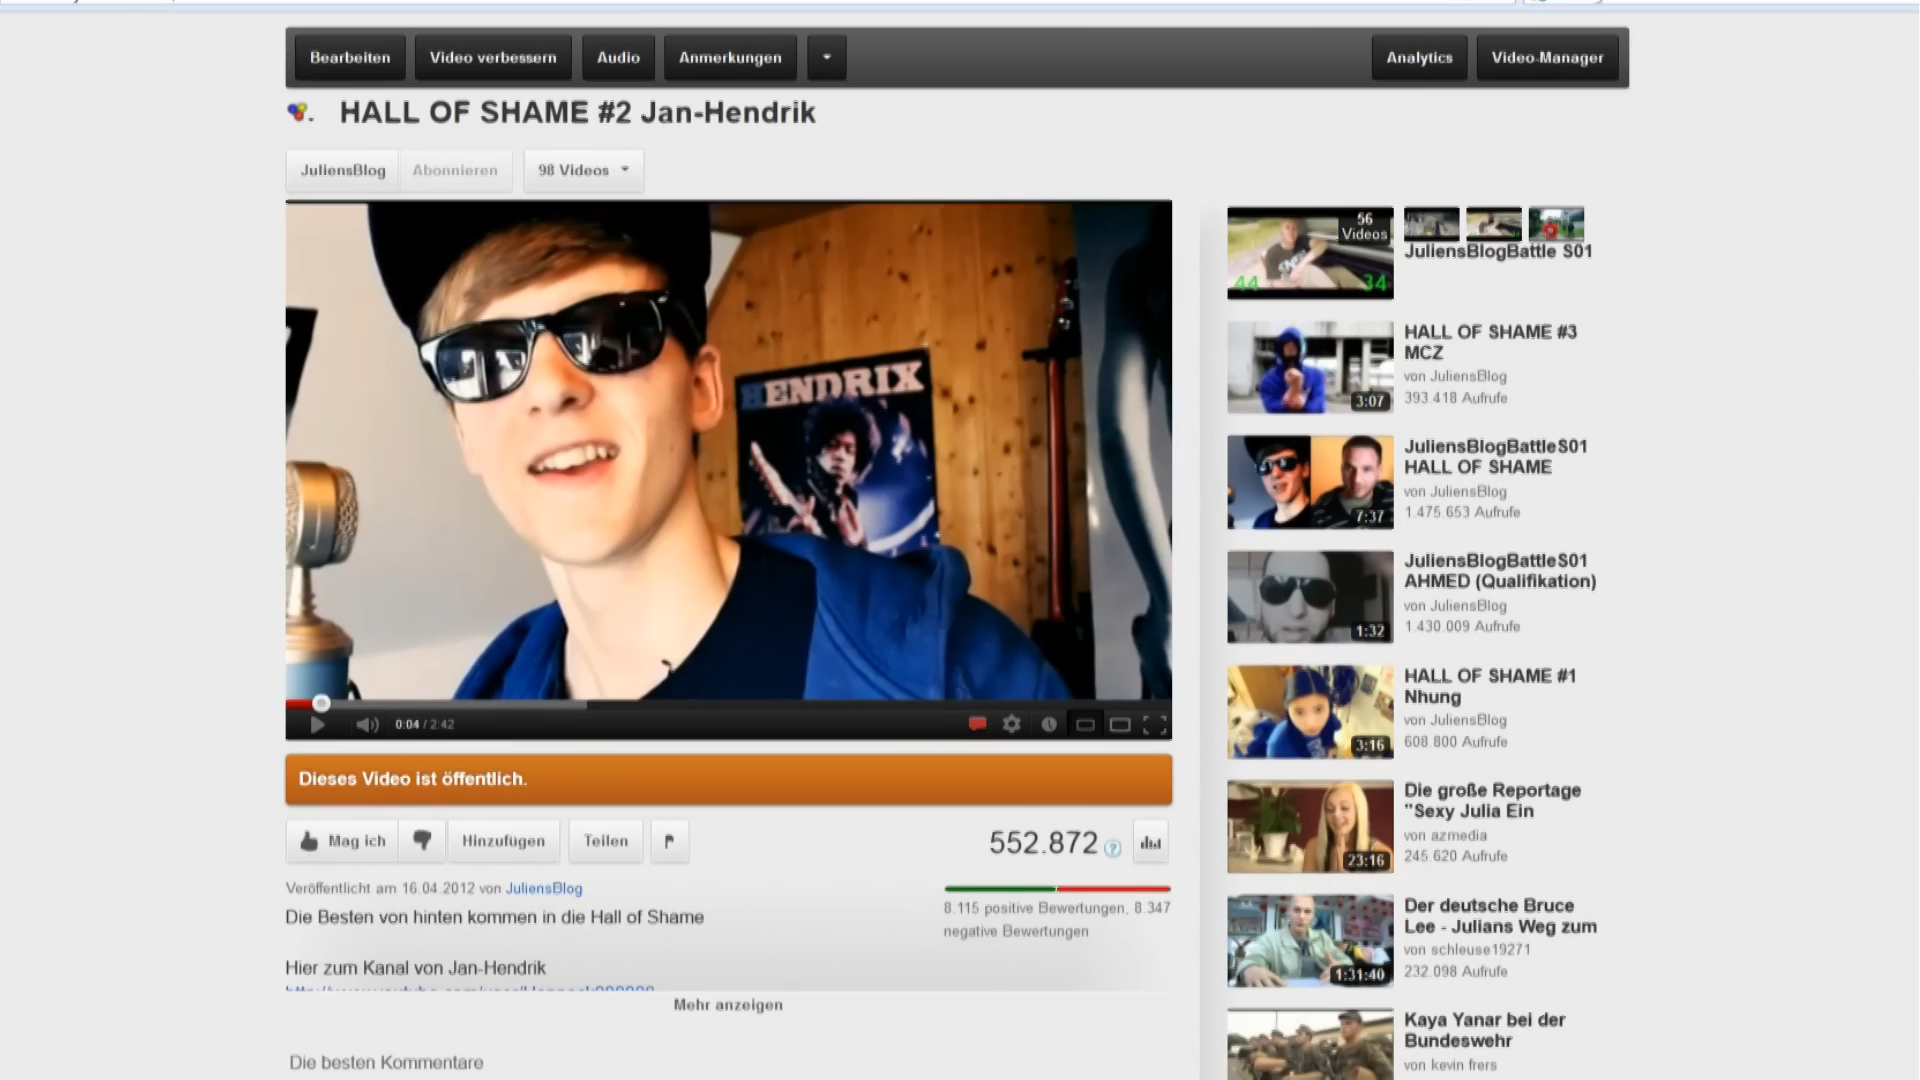 Bearbeiten
Video verbessern
Audio
Anmerkungen
Analytics
Video-Manager
HALL OF SHAME #2 Jan-Hendrik
JuliensBlog
Abonnieren
98 Videos
HENDRIX
0:04 / 2:42
Dieses Video ist öffentlich.
Mag ich
Hinzufügen
Teilen
552.872
Veröffentlicht am 16.04.2012 von JuliensBlog
Die Besten von hinten kommen in die Hall of Shame
8.115 positive Bewertungen, 8.347
negative Bewertungen
Hier zum Kanal von Jan-Hendrik
Mehr anzeigen
Die besten Kommentare
56
Videos
44
34
JuliensBlogBattle S01
HALL OF SHAME #3
MCZ
von JuliensBlog
393.418 Aufrufe
3:07
JuliensBlogBattleS01
HALL OF SHAME
von JuliensBlog
1.475.653 Aufrufe
7:37
JuliensBlogBattleS01
AHMED (Qualifikation)
von JuliensBlog
1.430.009 Aufrufe
1:32
HALL OF SHAME #1
Nhung
von JuliensBlog
608.800 Aufrufe
3:16
Die große Reportage
"Sexy Julia Ein
von azmedia
245.620 Aufrufe
23:16
Der deutsche Bruce
Lee - Julians Weg zum
von schleuse19271
232.098 Aufrufe
1:31:40
Kaya Yanar bei der
Bundeswehr
von kevin frers